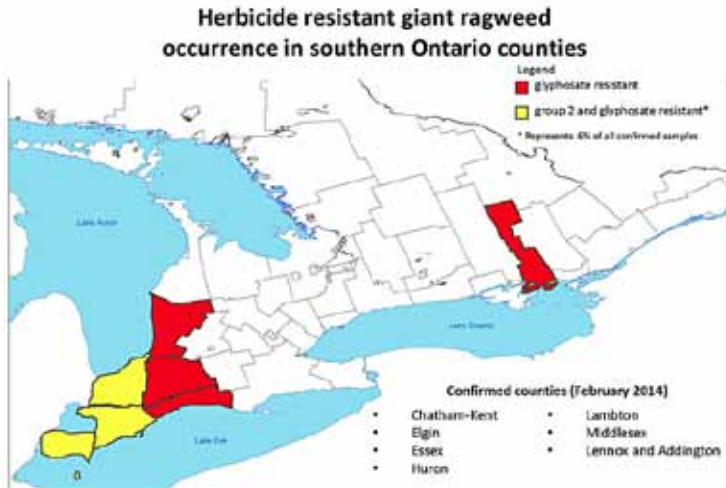 Herbicide resistant giant ragweed
occurrence in southern Ontario counties
Legend
glyphosate resistant
group 2 and glyphosate resistant*
* Represents 6% of all confirmed samples
Lake Huron
Lake Ontario
Lake Erie
Confirmed counties (February 2014)
• Chatham-Kent
• Elgin
• Essex
• Huron
• Lambton
• Middlesex
• Lennox and Addington